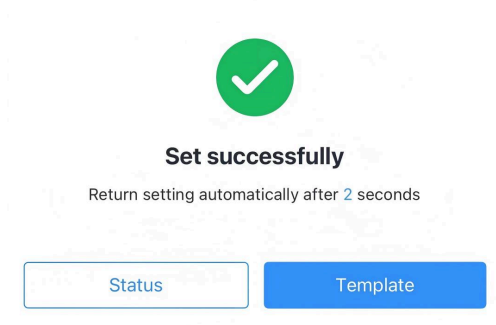 Set successfully
Return setting automatically after 2 seconds
Status
Template